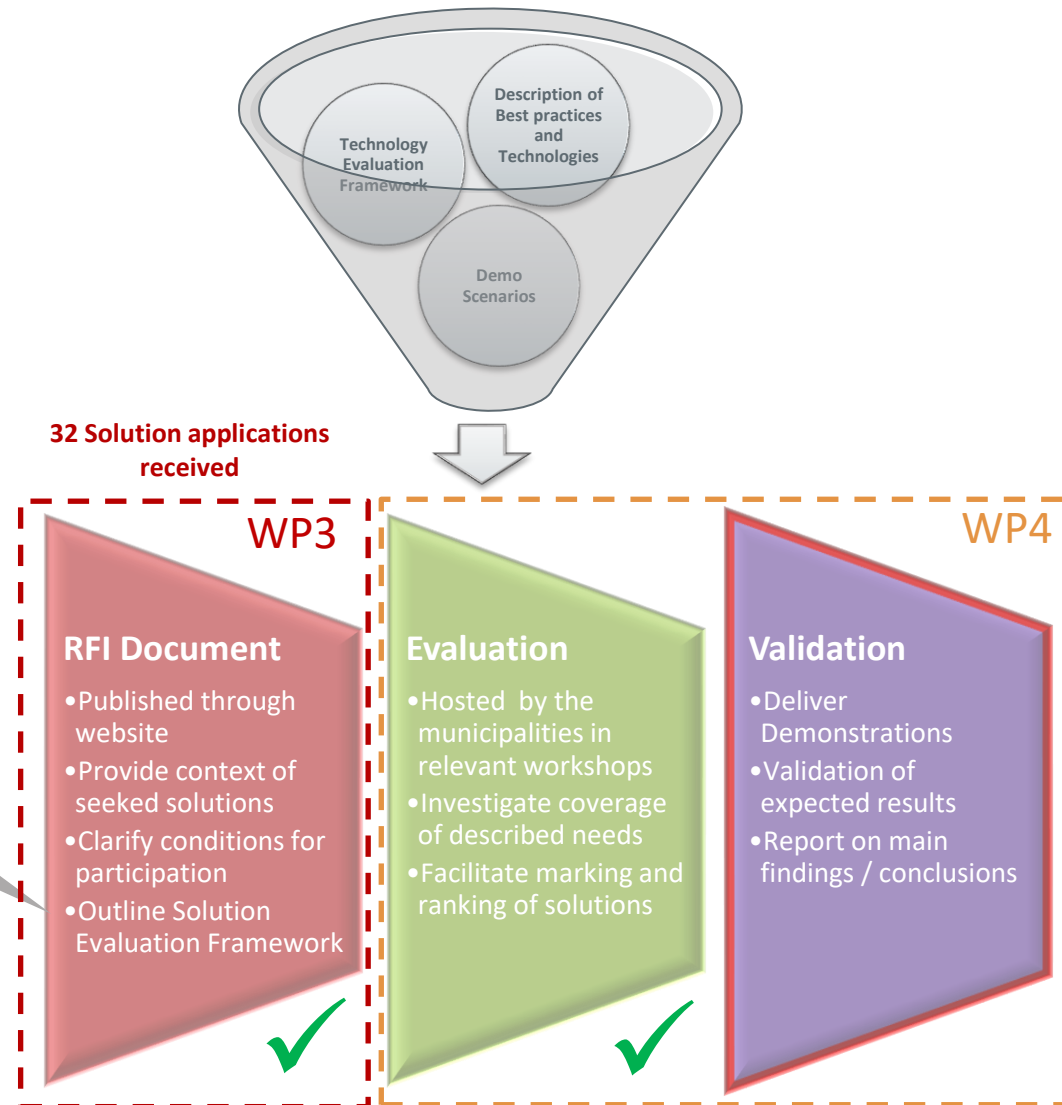 Description of
Best practices
and
Technologies
Technology
Evaluation
Framework
Demo
Scenarios
32 Solution applications
received
WP3
WP4
RFI Document
•Published through
website
•Provide context of
seeked solutions
•Clarify conditions for
participation
•Outline Solution
Evaluation Framework
Evaluation
•Hosted by the
municipalities in
relevant workshops
•Investigate coverage
of described needs
•Facilitate marking and
ranking of solutions
Validation
•Deliver
Demonstrations
•Validation of
expected results
•Report on main
findings / conclusions